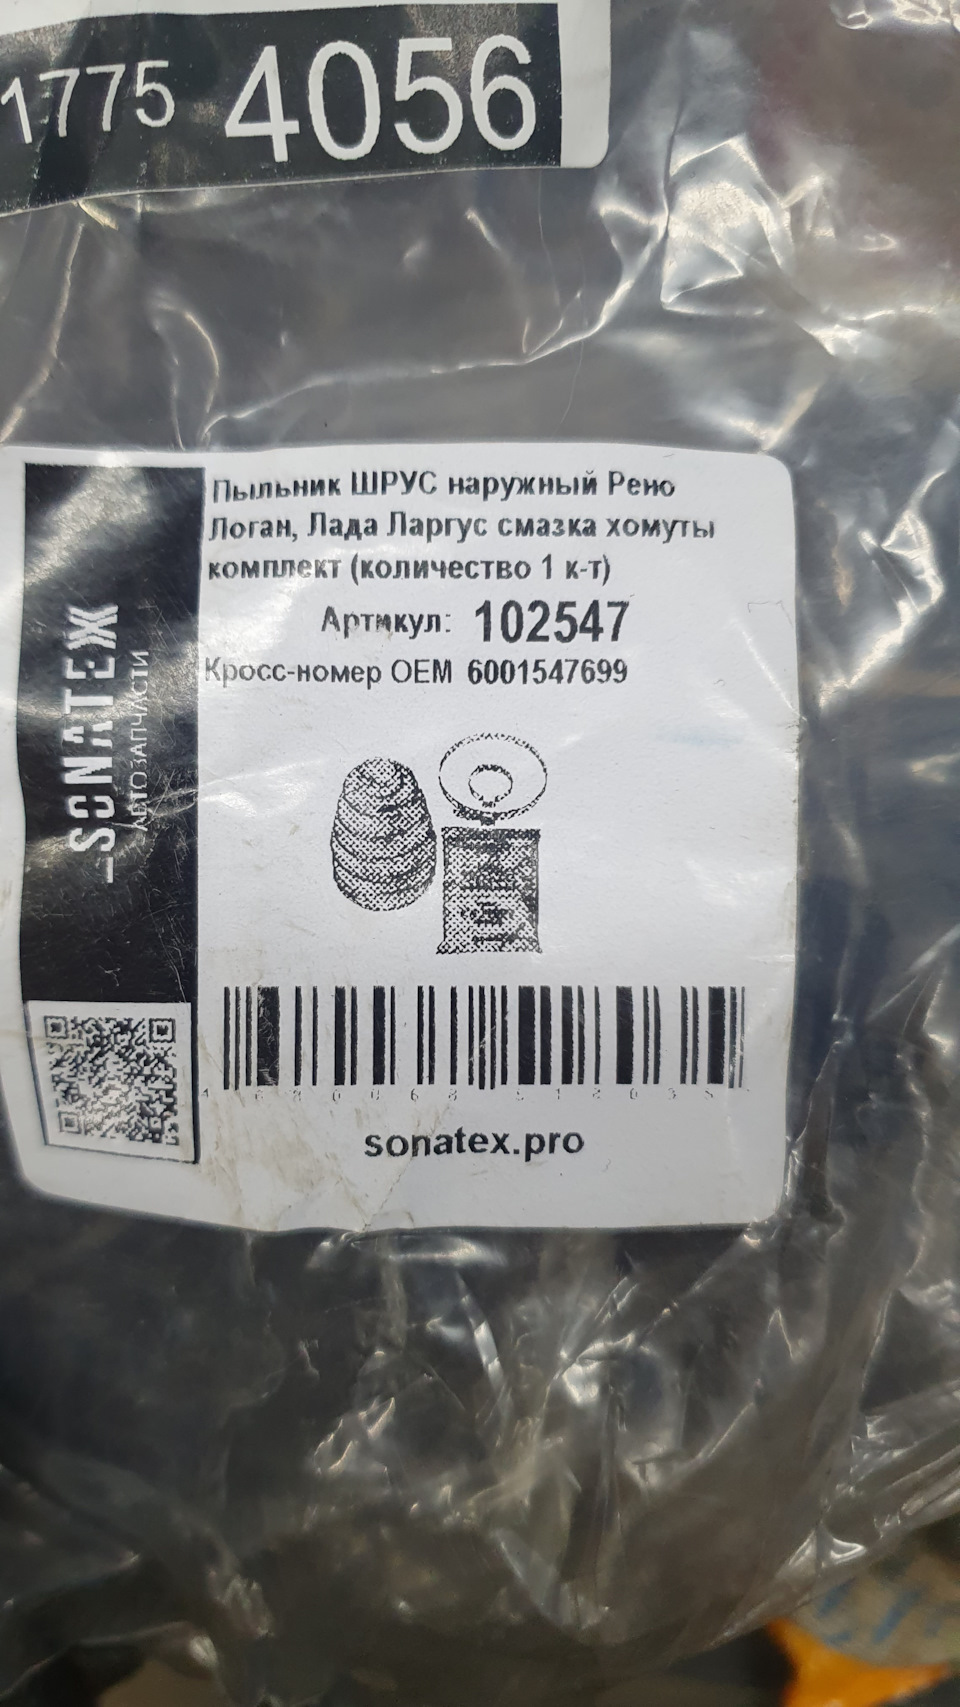 1775 4056
Пыльник ШРУС наружный Рено
Логан, Лада Ларгус смазка хомуты
комплект (количество 1 к-т)
Артикул: 102547
Кросс-номер OEM 6001547699
SONATEX
АВТОЗАПЧАСТИ
sonatex.pro